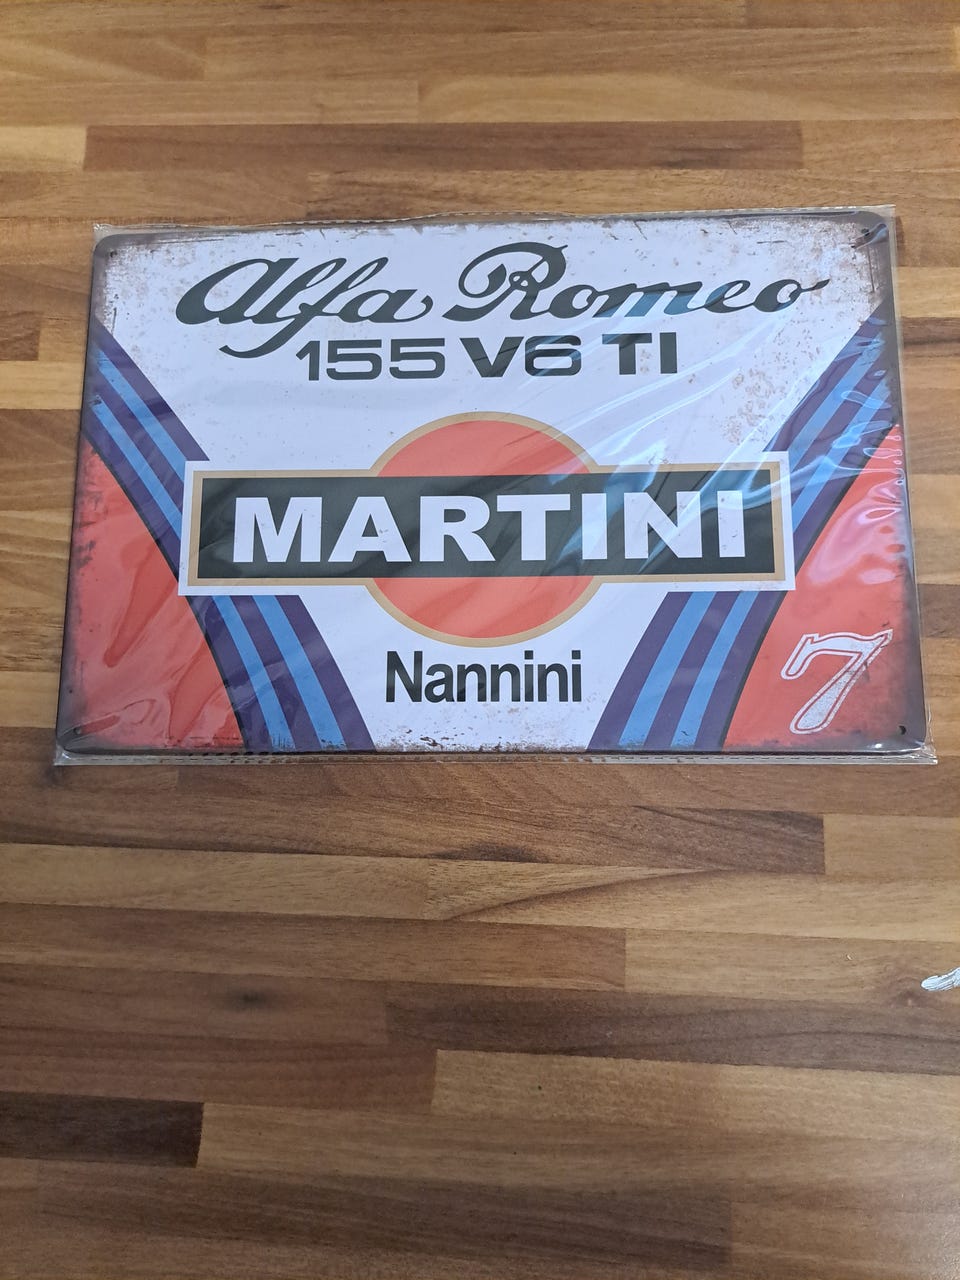 Alfa Romeo
155 V6 TI
MARTINI
Nannini
7